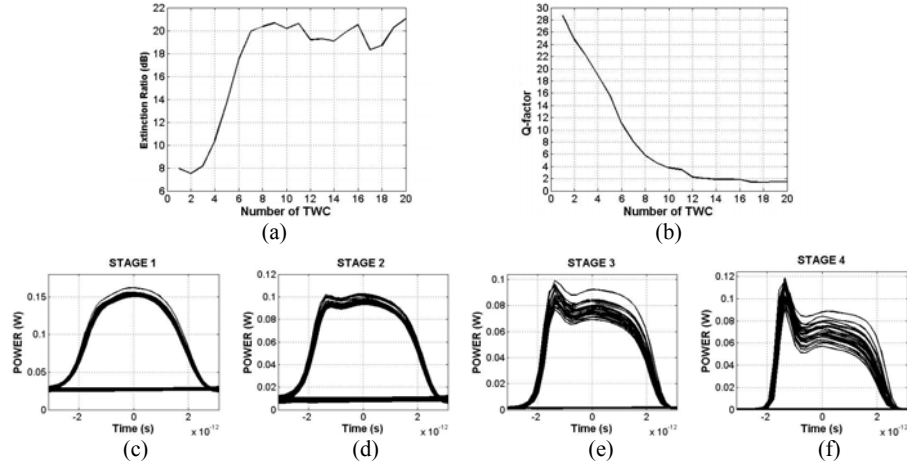 22
20
18
16
14
12
10
8
6
0 2 4 6 8 10 12 14 16 18 20
Extinction Ratio (dB)
Number of TWC
(a)
30
28
26
24
22
20
18
16
14
12
10
8
6
4
2
0
0 2 4 6 8 10 12 14 16 18 20
Q-factor
Number of TWC
(b)
STAGE 1
0.15
0.1
0.05
0
POWER (W)
-2 0 2
Time (s)
x 10-12
(c)
STAGE 2
0.12
0.1
0.08
0.06
0.04
0.02
0
POWER (W)
-2 0 2
Time (s)
x 10-12
(d)
STAGE 3
0.1
0.08
0.06
0.04
0.02
0
POWER (W)
-2 0 2
Time (s)
x 10-12
(e)
STAGE 4
0.12
0.1
0.08
0.06
0.04
0.02
0
POWER (W)
-2 0 2
Time (s)
x 10-12
(f)